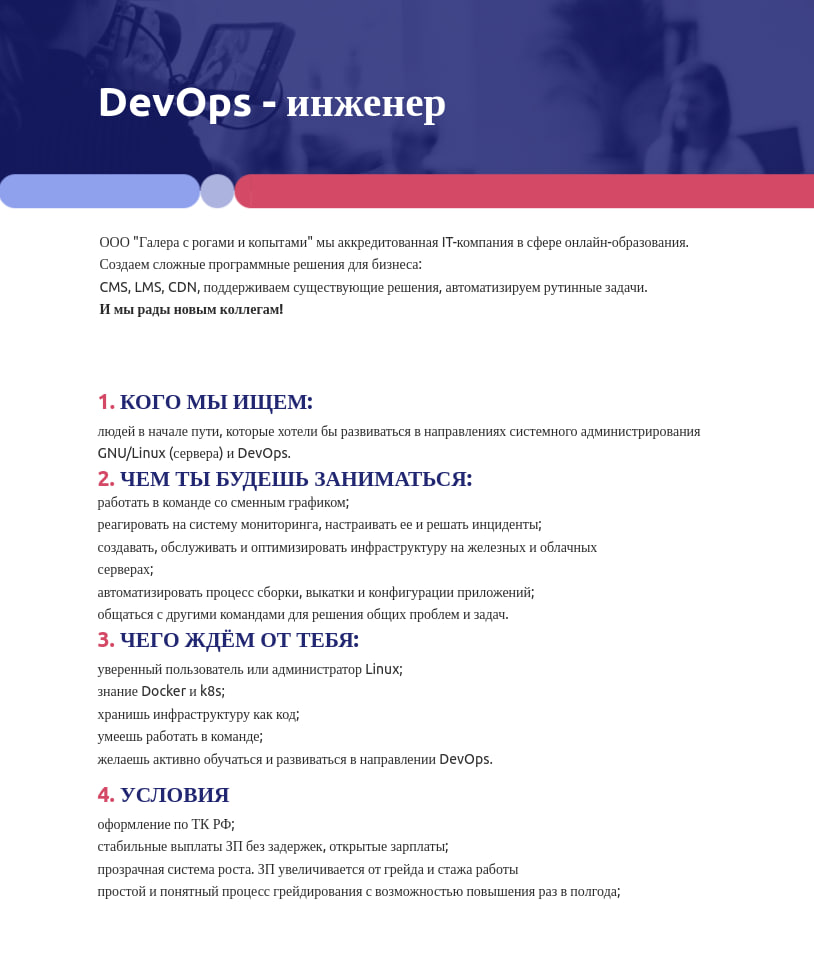 DevOps - инженер
ООО "Галера с рогами и копытами" мы аккредитованная IT-компания в сфере онлайн-образования.
Создаем сложные программные решения для бизнеса:
CMS, LMS, CDN, поддерживаем существующие решения, автоматизируем рутинные задачи.
И мы рады новым коллегам!
1. КОГО МЫ ИЩЕМ:
людей в начале пути, которые хотели бы развиваться в направлениях системного администрирования
GNU/Linux (сервера) и DevOps.
2. ЧЕМ ТЫ БУДЕШЬ ЗАНИМАТЬСЯ:
работать в команде со сменным графиком;
реагировать на систему мониторинга, настраивать ее и решать инциденты;
создавать, обслуживать и оптимизировать инфраструктуру на железных и облачных
серверах;
автоматизировать процесс сборки, выкатки и конфигурации приложений;
общаться с другими командами для решения общих проблем и задач.
3. ЧЕГО ЖДЁМ ОТ ТЕБЯ:
уверенный пользователь или администратор Linux;
знание Docker и k8s;
хранишь инфраструктуру как код;
умеешь работать в команде;
желаешь активно обучаться и развиваться в направлении DevOps.
4. УСЛОВИЯ
оформление по ТК РФ;
стабильные выплаты ЗП без задержек, открытые зарплаты;
прозрачная система роста. ЗП увеличивается от грейда и стажа работы
простой и понятный процесс грейдирования с возможностью повышения раз в полгода;